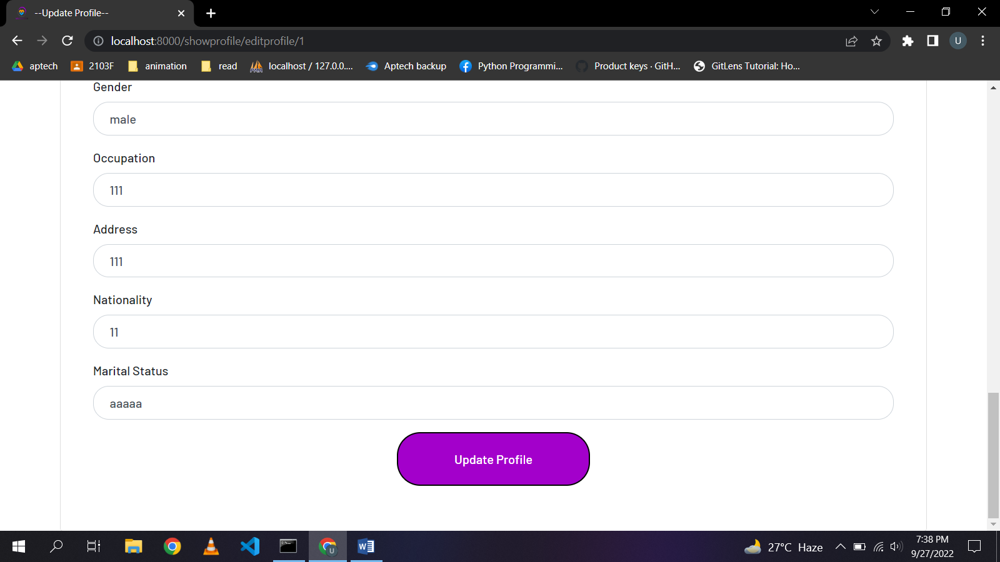 --Update Profile--
localhost:8000/showprofile/editprofile/1
U
aptech
2103F
animation
read
localhost / 127.0.0....
Aptech backup
Python Programmi...
Product keys · GitH...
GitLens Tutorial: Ho...
Gender
male
Occupation
111
Address
111
Nationality
11
Marital Status
aaaaa
Update Profile
27°C Haze
7:38 PM
9/27/2022